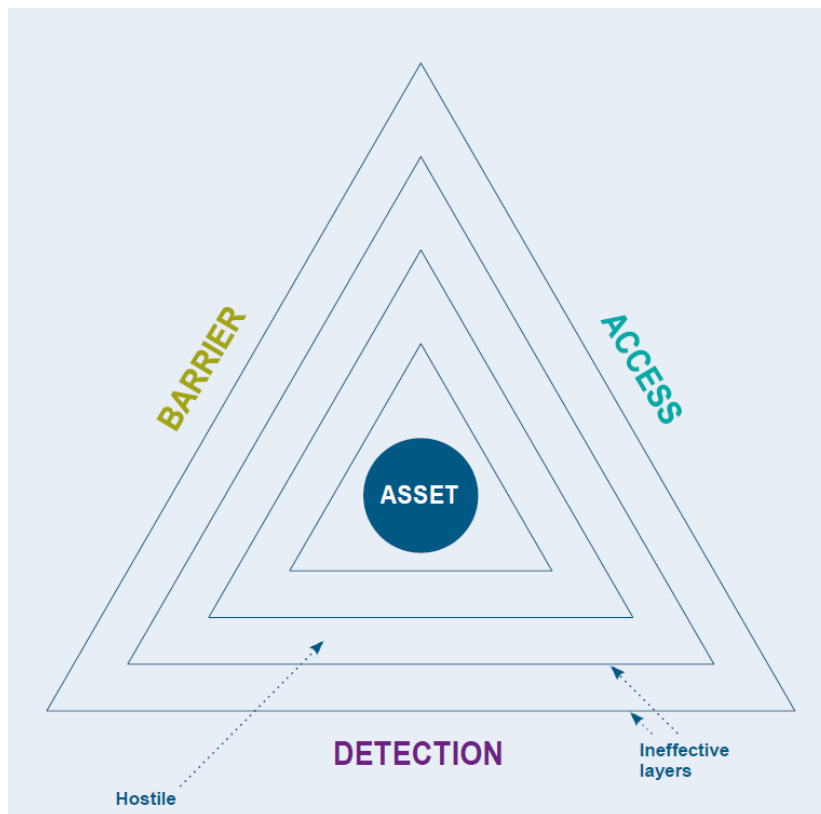 BARRIER
ACCESS
ASSET
DETECTION
Ineffective
layers
Hostile